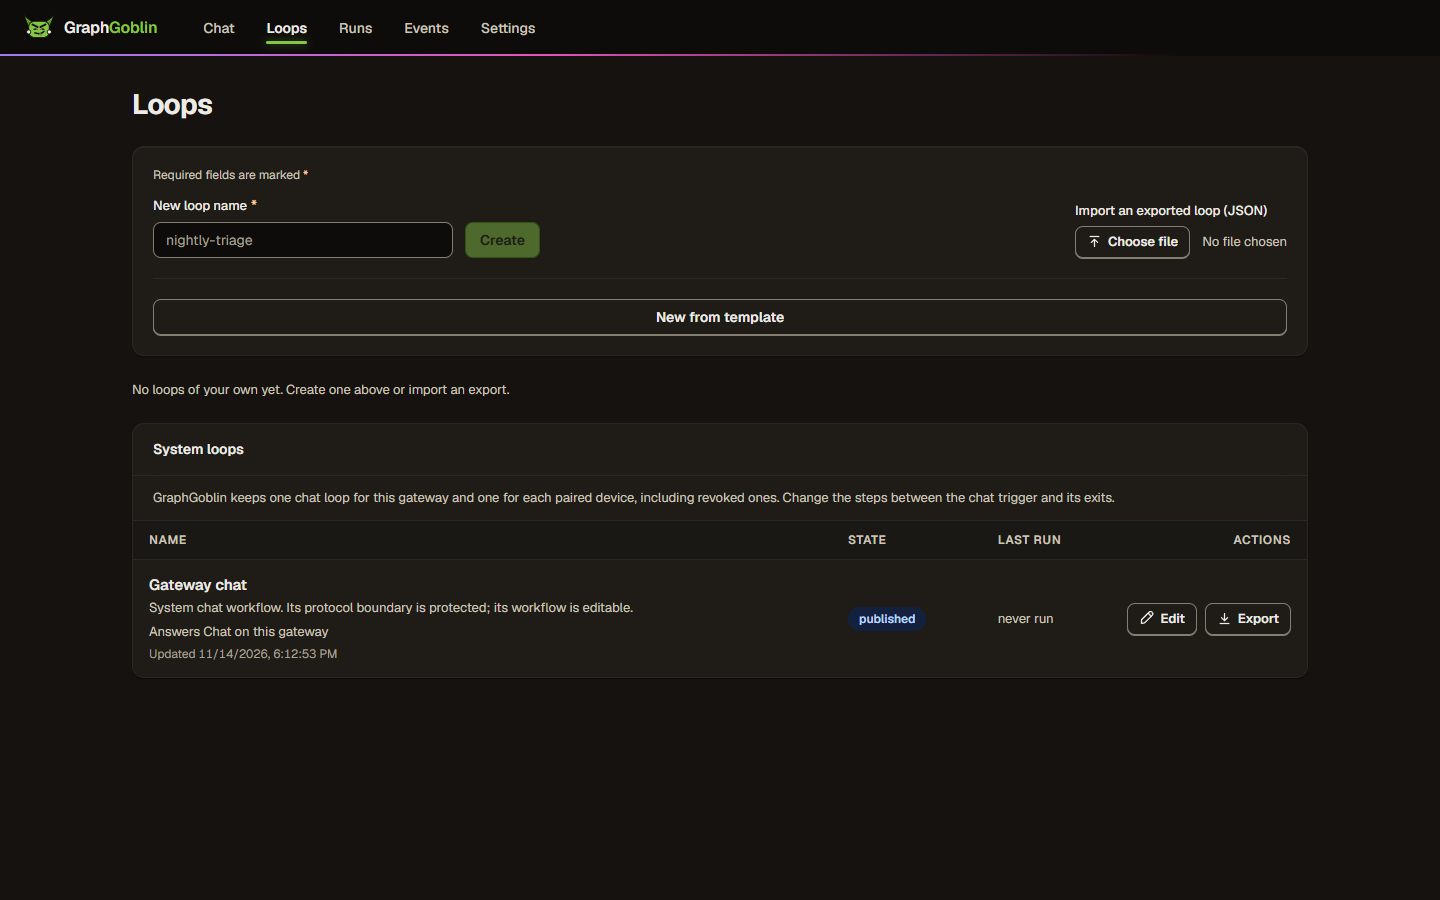 GraphGoblin
Chat
Loops
Runs
Events
Settings
Loops
Required fields are marked *
New loop name *
nightly-triage
Create
Import an exported loop (JSON)
Choose file
No file chosen
New from template
No loops of your own yet. Create one above or import an export.
System loops
GraphGoblin keeps one chat loop for this gateway and one for each paired device, including revoked ones. Change the steps between the chat trigger and its exits.
NAME
STATE
LAST RUN
ACTIONS
Gateway chat
System chat workflow. Its protocol boundary is protected; its workflow is editable.
Answers Chat on this gateway
Updated 11/14/2026, 6:12:53 PM
published
never run
Edit
Export